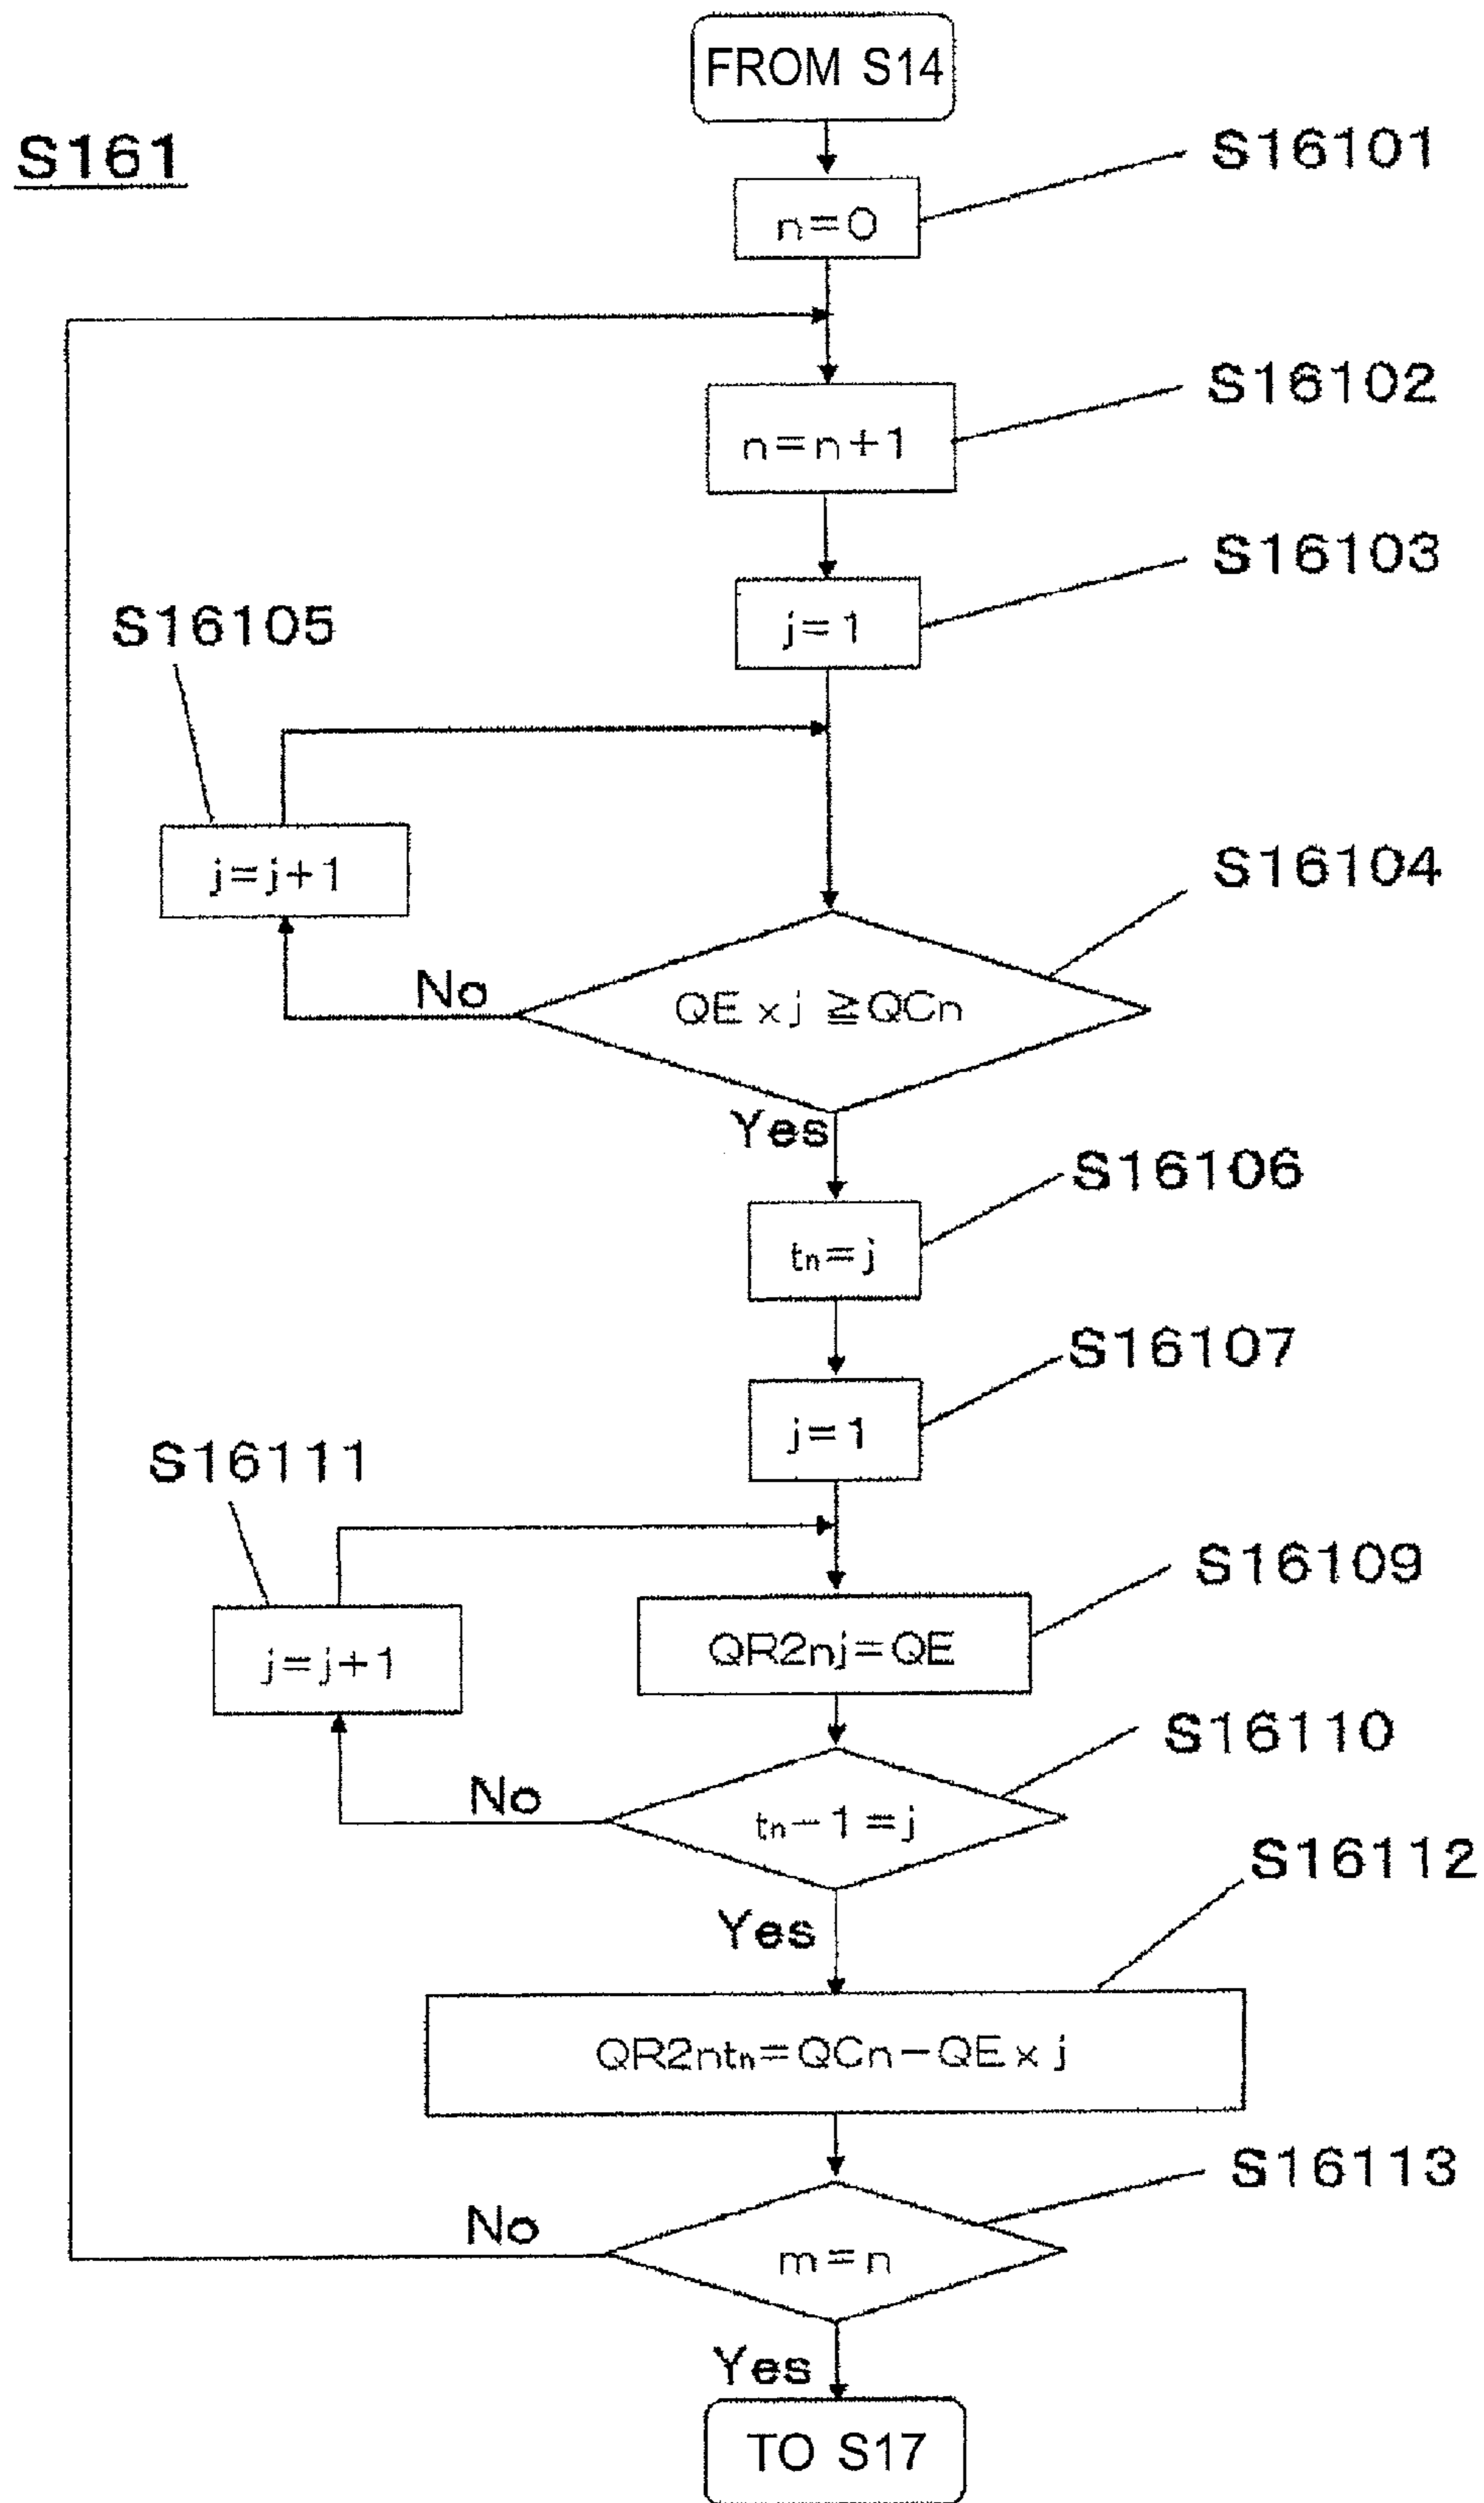 FROM S14
S161
S16101
n=0
S16102
n=n+1
S16103
j=1
S16105
j=j+1
S16104
No
QE×j≧QCn
Yes
S16106
tn=j
S16107
j=1
S16111
S16109
j=j+1
QR2nj=QE
S16110
No
tn-1=j
S16112
Yes
QR2ntn=QCn-QE×j
S16113
No
m=n
Yes
TO S17